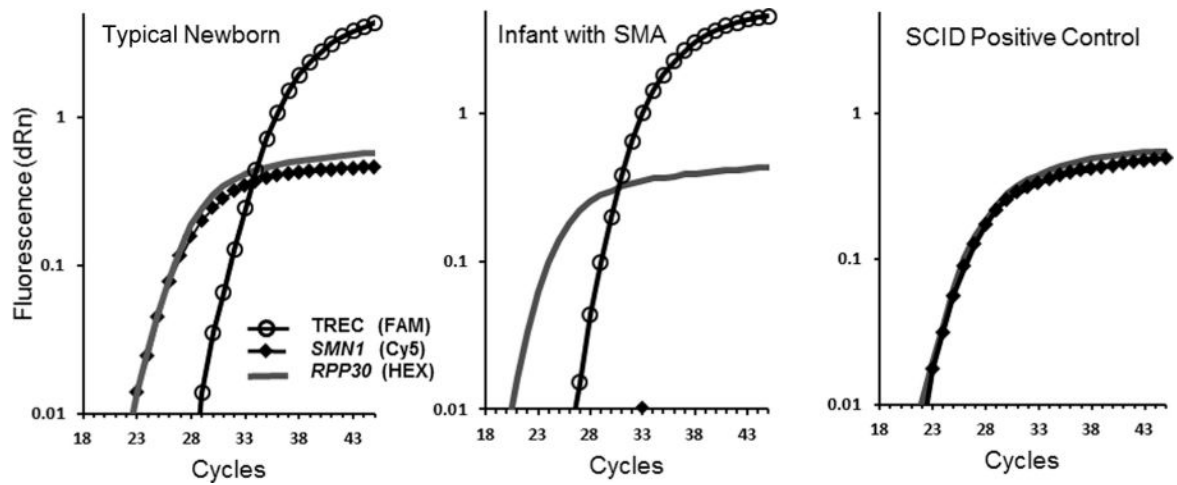 Typical Newborn
Infant with SMA
SCID Positive Control
Fluorescence (dRn)
1
0.1
0.01
18 23 28 33 38 43
Cycles
TREC (FAM)
SMN1 (Cy5)
RPP30 (HEX)
1
0.1
0.01
18 23 28 33 38 43
Cycles
1
0.1
0.01
18 23 28 33 38 43
Cycles